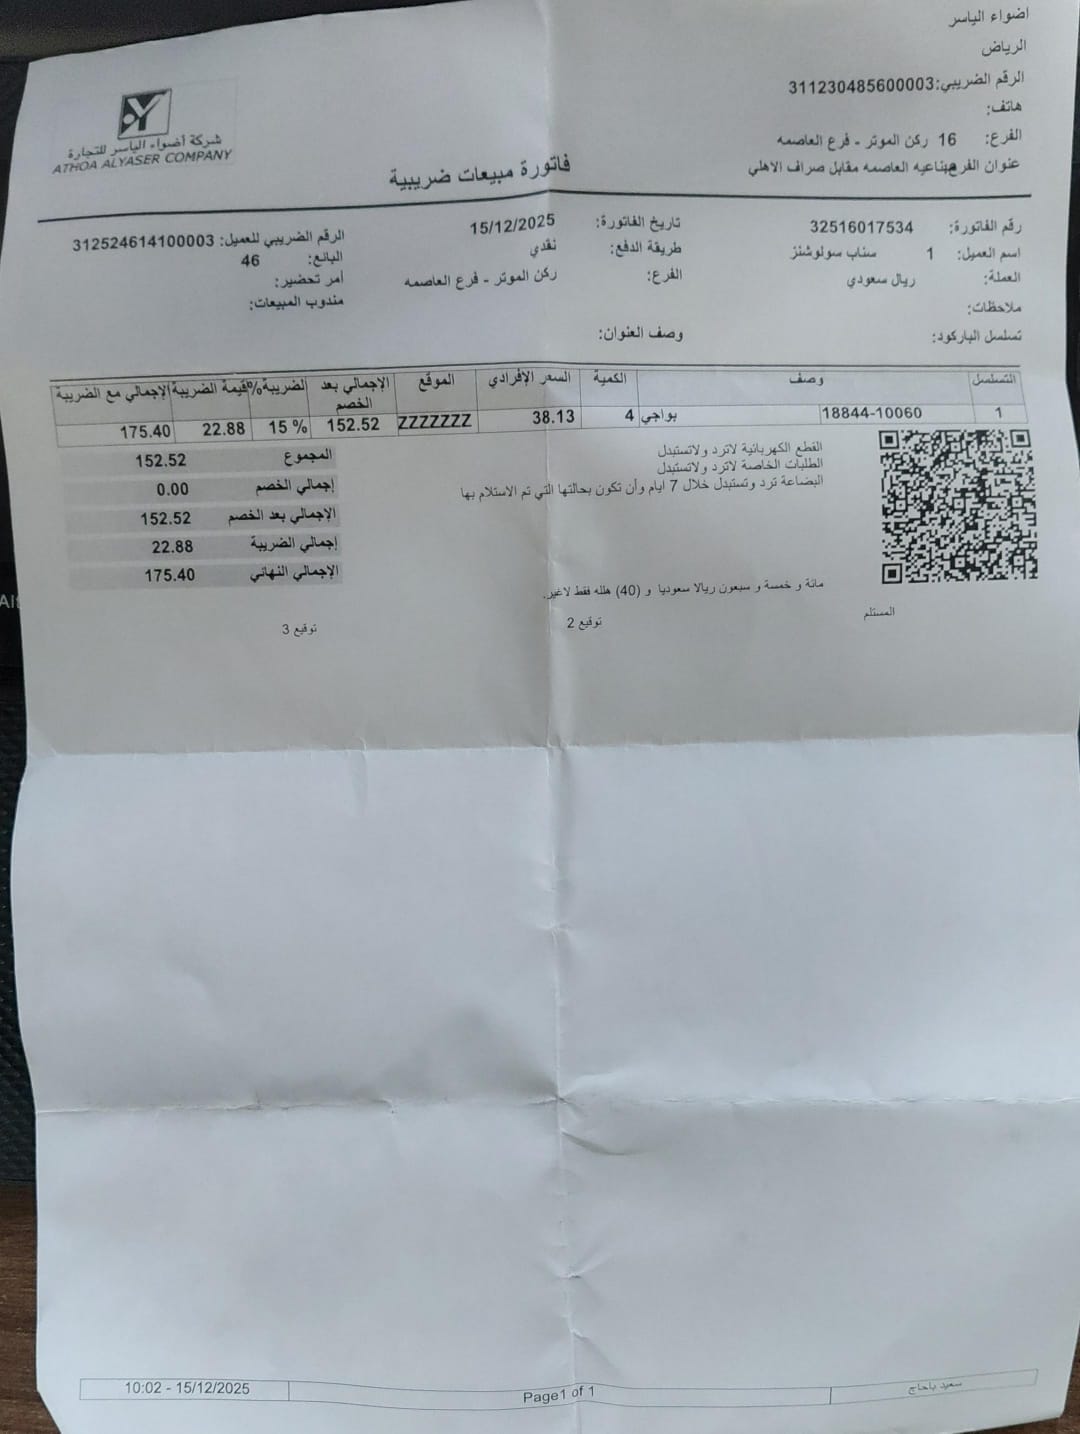 اضواء الياسر
الرياض
الرقم الضريبي:311230485600003
هاتف:
الفرع: 16 ركن الموتر - فرع العاصمه
عنوان الفرع صناعيه العاصمه مقابل صراف الاهلي
شركة أضواء الياسر للتجارة
ATHOA ALYASER COMPANY
فاتورة مبيعات ضريبية
رقم الفاتورة: 32516017534 تاريخ الفاتورة: 15/12/2025 الرقم الضريبي للعميل: 312524614100003
اسم العميل: 1 سناب سولوشنز طريقة الدفع: نقدي البائع: 46
العملة: ريال سعودي الفرع: ركن الموتر - فرع العاصمه أمر تحضير:
ملاحظات: مندوب المبيعات:
تسلسل الباركود: وصف العنوان:
التسلسل وصف الكمية السعر الإفرادي الموقع الإجمالي بعد الخصم الضريبة% قيمة الضريبة الإجمالي مع الضريبة
1 18844-10060 بواجي 4 38.13 ZZZZZZZ 152.52 15 % 22.88 175.40
القطع الكهربائية لاترد ولاتستبدل
الطلبات الخاصة لاترد ولاتستبدل
البضاعة ترد وتستبدل خلال 7 ايام وأن تكون بحالتها التي تم الاستلام بها
المجموع 152.52
إجمالي الخصم 0.00
الإجمالي بعد الخصم 152.52
إجمالي الضريبة 22.88
الإجمالي النهائي 175.40
مائة و خمسة و سبعون ريالا سعوديا و (40) هلله فقط لاغير.
المستلم توقيع 2 توقيع 3
سعيد باحاج Page1 of 1 10:02 - 15/12/2025